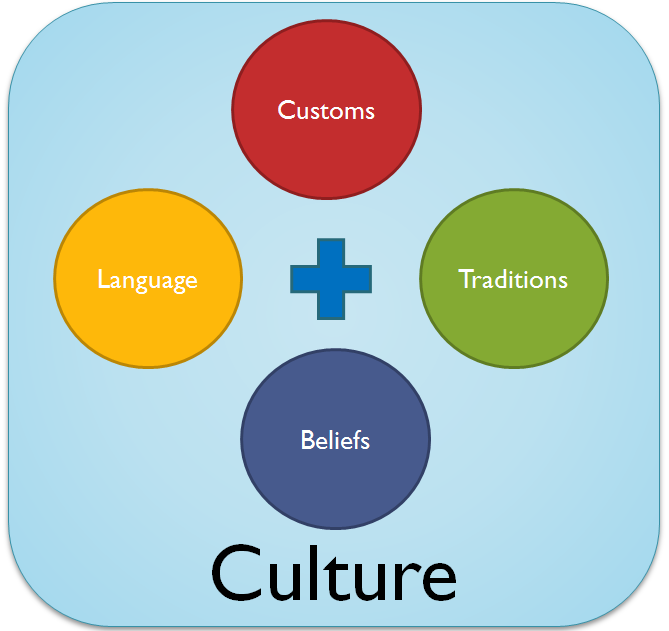 Customs
Language
Traditions
Beliefs
Culture